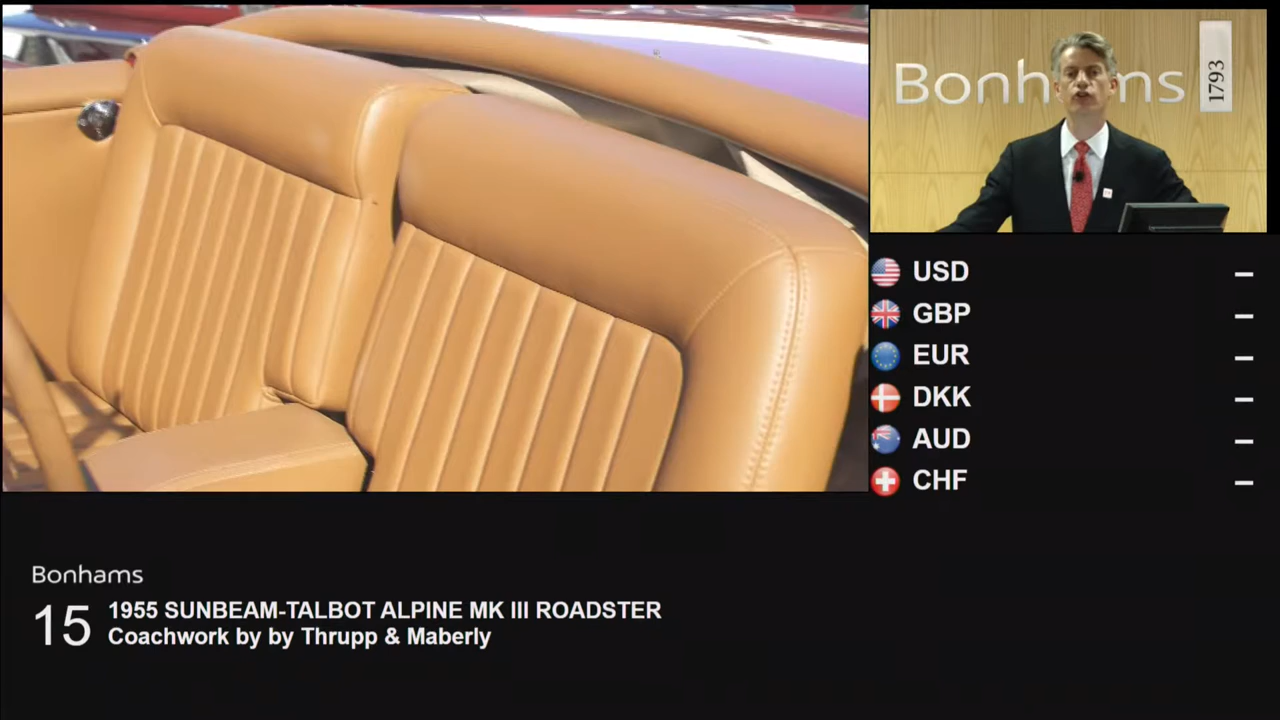 Bonhams
1793
USD –
GBP –
EUR –
DKK –
AUD –
CHF –
Bonhams
15
1955 SUNBEAM-TALBOT ALPINE MK III ROADSTER
Coachwork by by Thrupp & Maberly